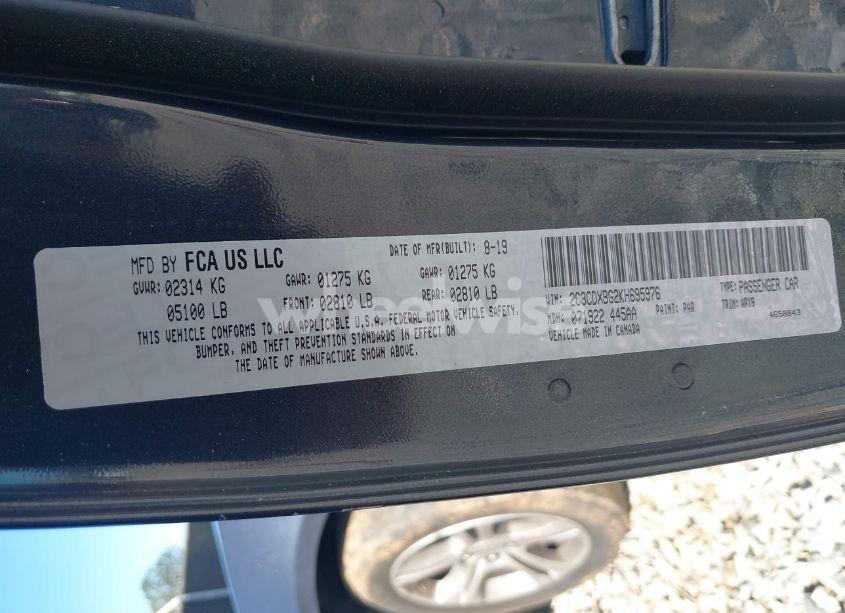 MFD BY FCA US LLC
DATE OF MFR(BUILT): 8-19
GVWR: 02314 KG
GAWR: 01275 KG
GAWR: 01275 KG
05100 LB
FRONT: 02810 LB
REAR: 02810 LB
THIS VEHICLE CONFORMS TO ALL APPLICABLE U.S.A. FEDERAL MOTOR VEHICLE SAFETY,
BUMPER, AND THEFT PREVENTION STANDARDS IN EFFECT ON
THE DATE OF MANUFACTURE SHOWN ABOVE.
VIN: 2C3CDXBG2KH695976
TYPE: PASSENGER CAR
MDH: 071922 445AA
PAINT: PAR
TRIM: APX9
MADE IN CANADA
4658643